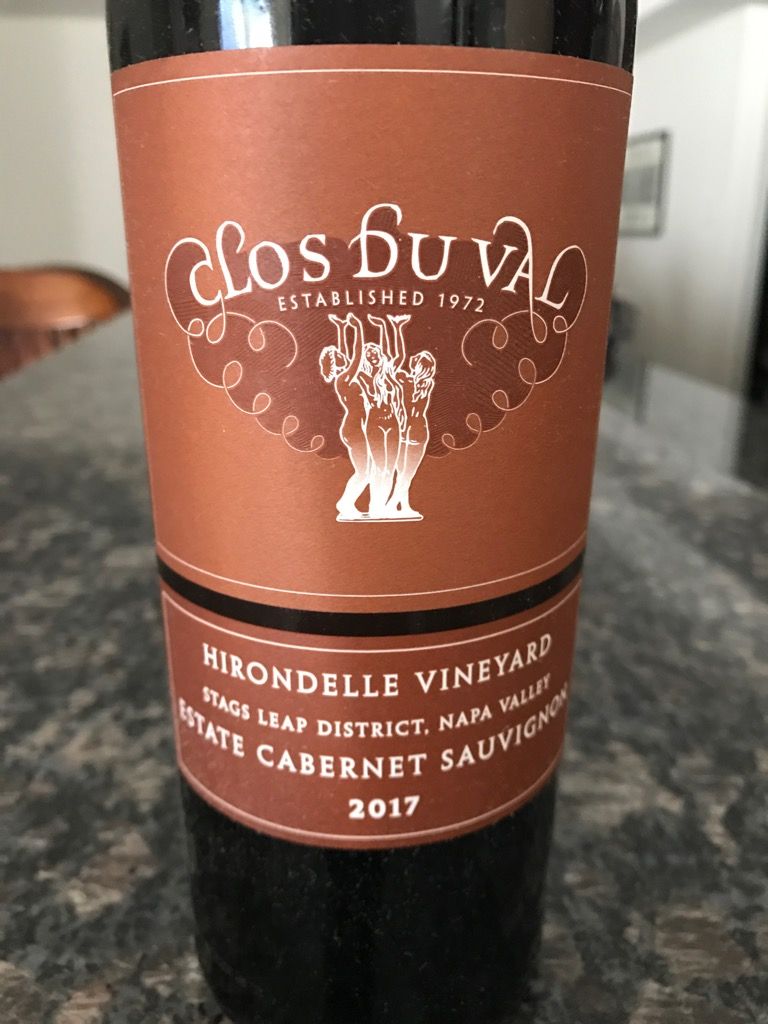 CLOS DU VAL
ESTABLISHED 1972
HIRONDELLE VINEYARD
STAGS LEAP DISTRICT, NAPA VALLEY
ESTATE CABERNET SAUVIGNON
2017